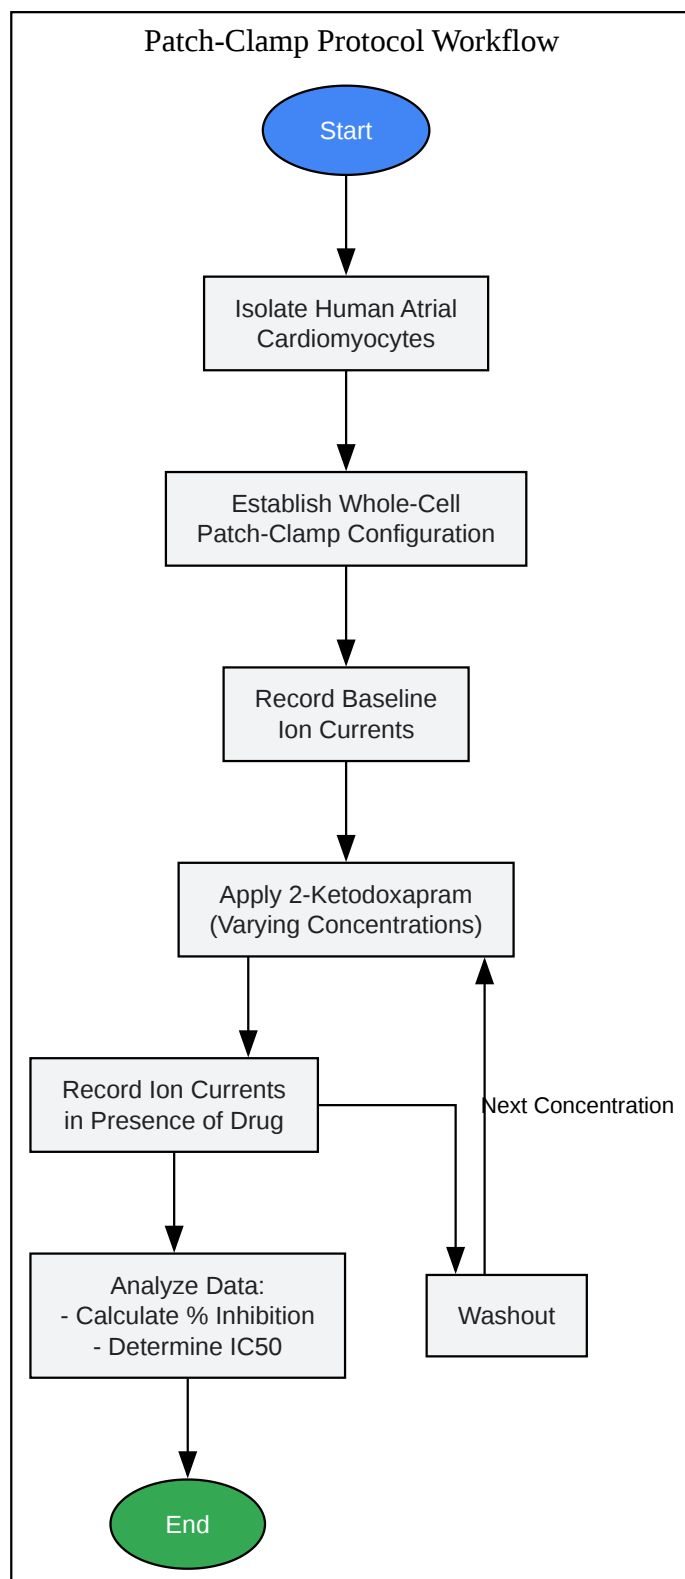 Patch-Clamp Protocol Workflow
Start
Isolate Human Atrial
Cardiomyocytes
Establish Whole-Cell
Patch-Clamp Configuration
Record Baseline
Ion Currents
Apply 2-Ketodoxapram
(Varying Concentrations)
Record Ion Currents
in Presence of Drug
Next Concentration
Analyze Data:
- Calculate % Inhibition
- Determine IC50
Washout
End